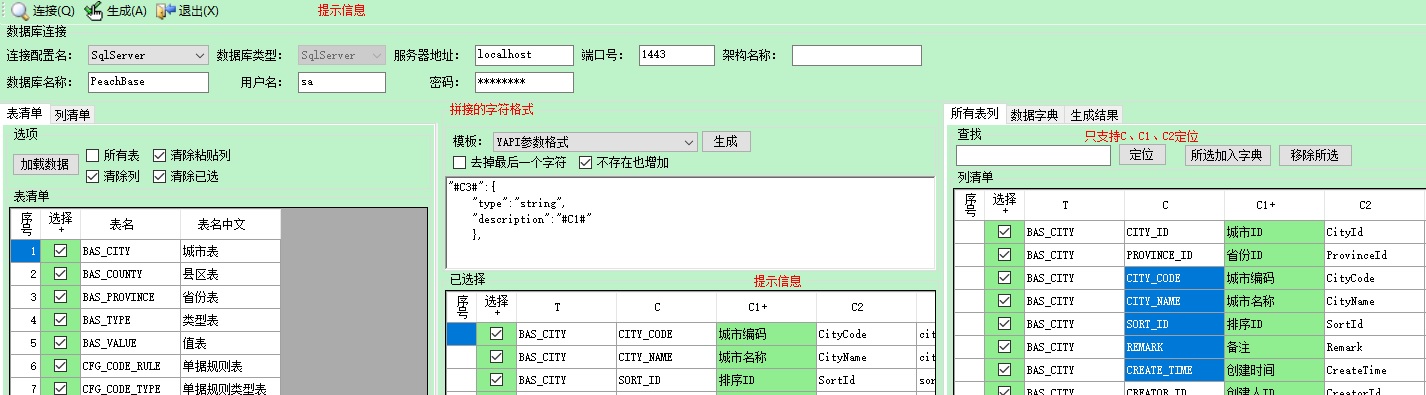 连接(Q) 生成(A) 退出(X) 提示信息
数据库连接
连接配置名： SqlServer 数据库类型： SqlServer 服务器地址： localhost 端口号： 1443 架构名称：
数据库名称： PeachBase 用户名： sa 密码： ********
表清单 列清单
选项
加载数据 所有表 清除粘贴列
清除列 清除已选
表清单
序号 选择+ 表名 表名中文
1 BAS_CITY 城市表
2 BAS_COUNTY 县区表
3 BAS_PROVINCE 省份表
4 BAS_TYPE 类型表
5 BAS_VALUE 值表
6 CFG_CODE_RULE 单据规则表
7 CFG_CODE_TYPE 单据规则类型表
拼接的字符格式
模板： YAPI参数格式 生成
去掉最后一个字符 不存在也增加
"#C3#":{
"type":"string",
"description":"#C1#"
},
已选择 提示信息
序号 选择+ T C C1+ C2
BAS_CITY CITY_CODE 城市编码 CityCode cit
BAS_CITY CITY_NAME 城市名称 CityName cit
BAS_CITY SORT_ID 排序ID SortId sor
所有表列 数据字典 生成结果
查找 只支持C、C1、C2定位
定位 所选加入字典 移除所选
列清单
序号 选择+ T C C1+ C2
BAS_CITY CITY_ID 城市ID CityId
BAS_CITY PROVINCE_ID 省份ID ProvinceId
BAS_CITY CITY_CODE 城市编码 CityCode
BAS_CITY CITY_NAME 城市名称 CityName
BAS_CITY SORT_ID 排序ID SortId
BAS_CITY REMARK 备注 Remark
BAS_CITY CREATE_TIME 创建时间 CreateTime
BAS_CITY CREATOR_ID 创建人ID CreatorId